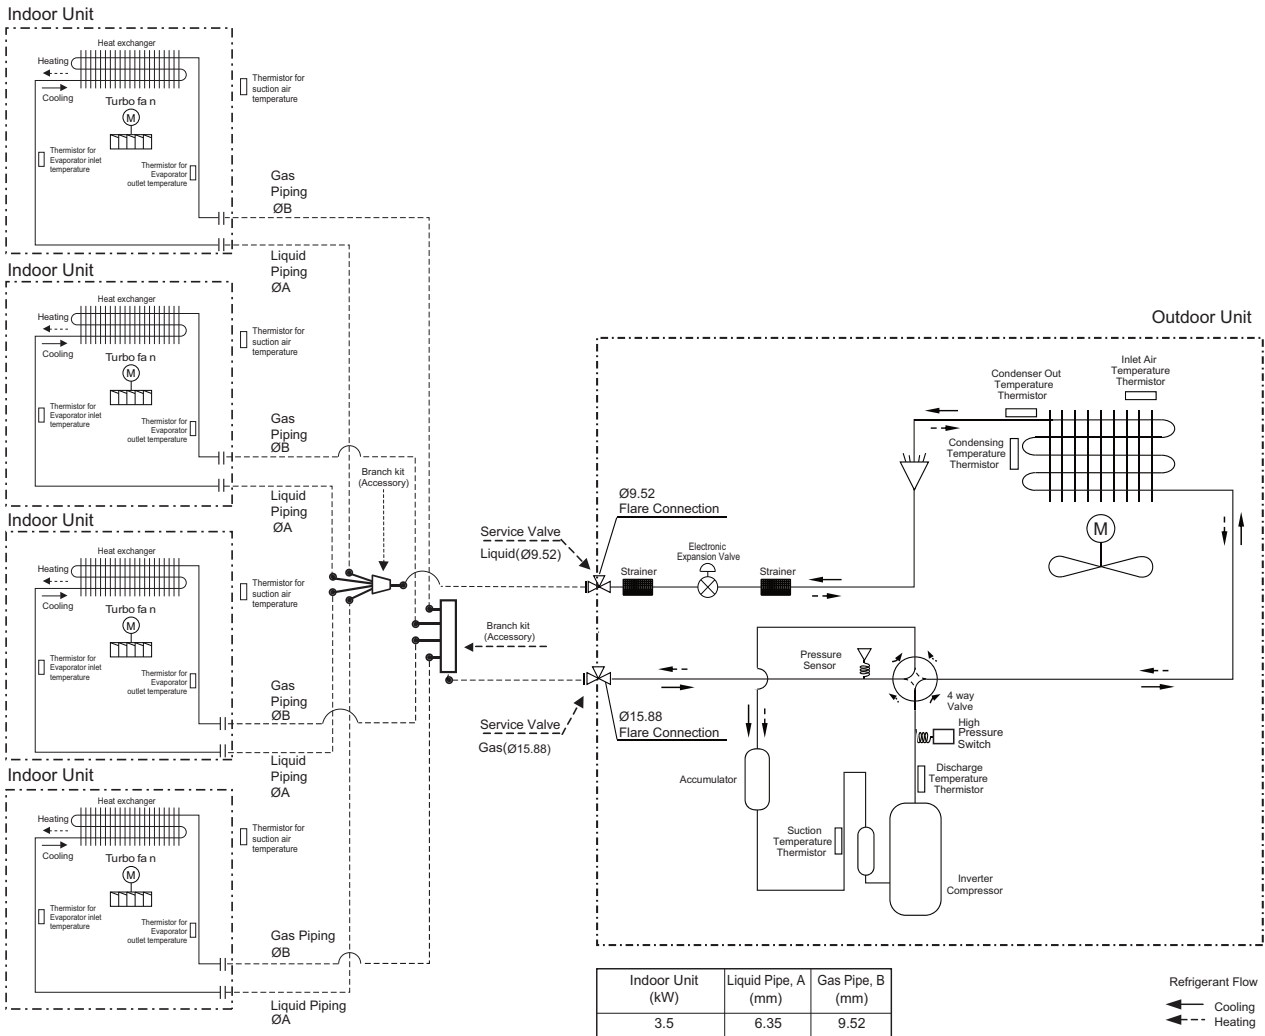 Indoor Unit
Heat exchanger
Heating
Cooling
Turbo fan
M
Thermistor for
suction air
temperature
Thermistor for
Evaporator inlet
temperature
Thermistor for
Evaporator
outlet temperature
Gas
Piping
ØB
Liquid
Piping
ØA
Indoor Unit
Heat exchanger
Heating
Cooling
Turbo fan
M
Thermistor for
suction air
temperature
Thermistor for
Evaporator inlet
temperature
Thermistor for
Evaporator
outlet temperature
Gas
Piping
ØB
Liquid
Piping
ØA
Indoor Unit
Heat exchanger
Heating
Cooling
Turbo fan
M
Thermistor for
suction air
temperature
Thermistor for
Evaporator inlet
temperature
Thermistor for
Evaporator
outlet temperature
Gas
Piping
ØB
Liquid
Piping
ØA
Indoor Unit
Heat exchanger
Heating
Cooling
Turbo fan
M
Thermistor for
suction air
temperature
Thermistor for
Evaporator inlet
temperature
Thermistor for
Evaporator
outlet temperature
Gas Piping
ØB
Liquid Piping
ØA
Branch kit
(Accessory)
Branch kit
(Accessory)
Service Valve
Liquid(Ø9.52)
Service Valve
Gas(Ø15.88)
Outdoor Unit
Ø9.52
Flare Connection
Strainer
Electronic
Expansion Valve
Strainer
Condenser Out
Temperature
Thermistor
Inlet Air
Temperature
Thermistor
Condensing
Temperature
Thermistor
M
Pressure
Sensor
4 way
Valve
Ø15.88
Flare Connection
High
Pressure
Switch
Accumulator
Discharge
Temperature
Thermistor
Suction
Temperature
Thermistor
Inverter
Compressor
Indoor Unit
(kW)
Liquid Pipe, A
(mm)
Gas Pipe, B
(mm)
3.5
6.35
9.52
Refrigerant Flow
Cooling
Heating